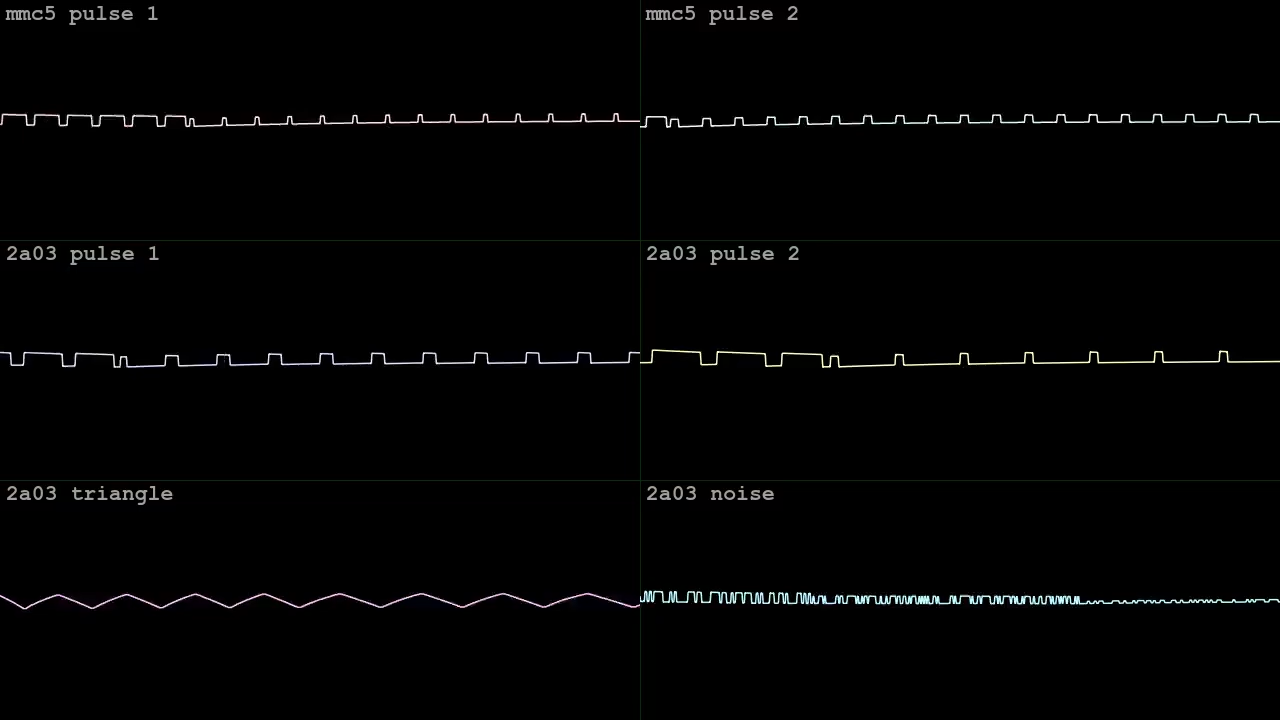 mmc5 pulse 1
mmc5 pulse 2
2a03 pulse 1
2a03 pulse 2
2a03 triangle
2a03 noise